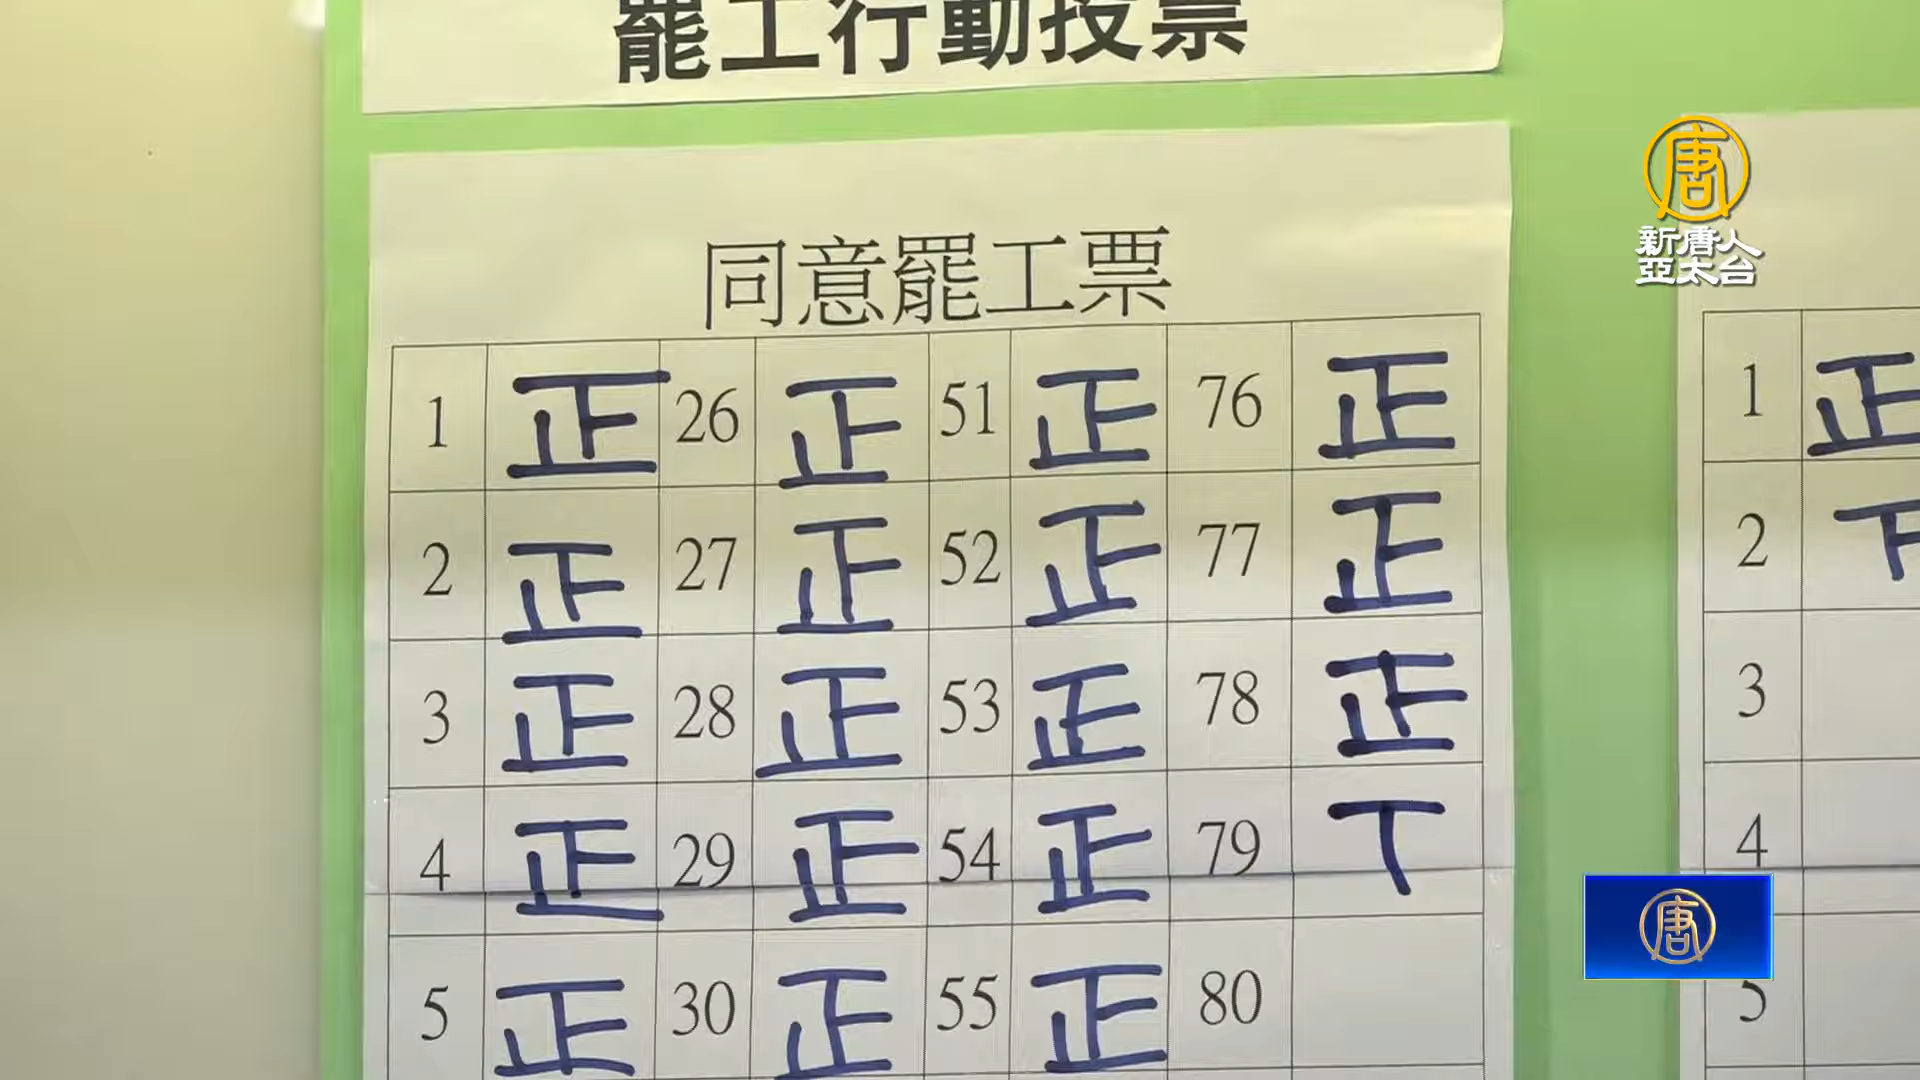 罷工行動投票
同意罷工票
1 正 26 正 51 正 76 正
2 正 27 正 52 正 77 正
3 正 28 正 53 正 78 正
4 正 29 正 54 正 79
5 正 30 正 55 正 80
1 正
2
3
4
5
唐
新唐人
亞太台
唐